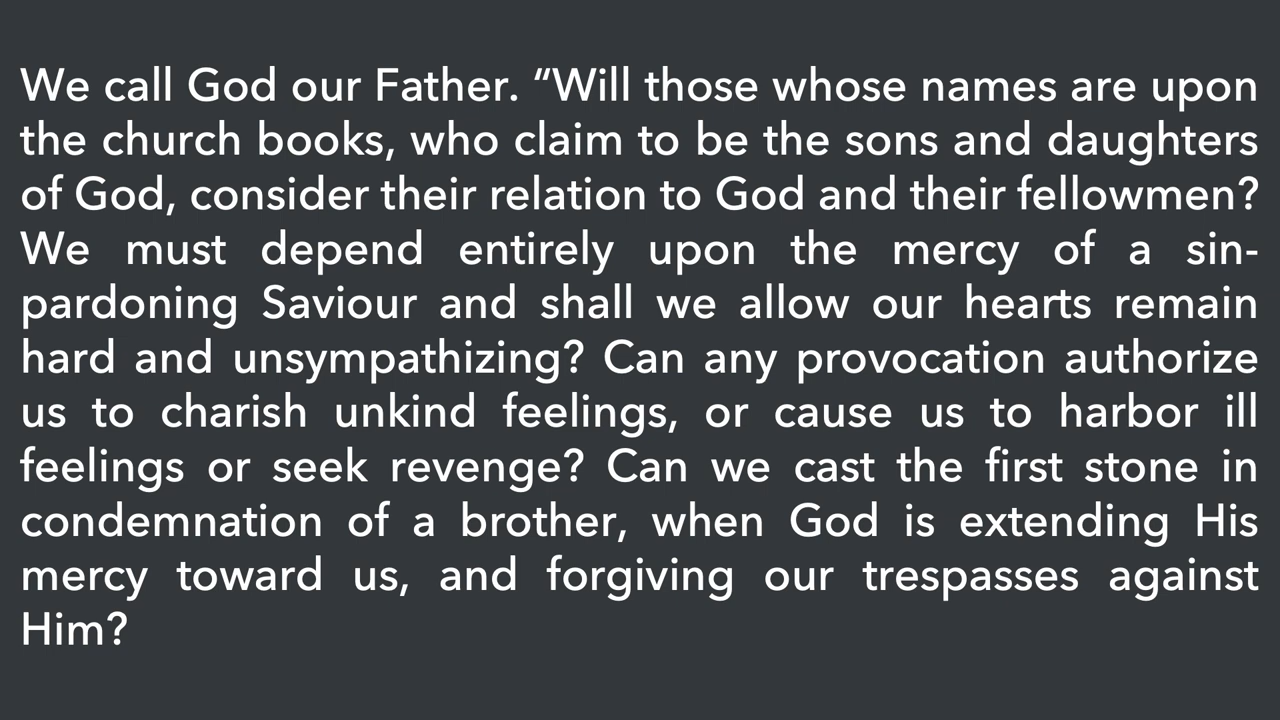 We call God our Father. “Will those whose names are upon
the church books, who claim to be the sons and daughters
of God, consider their relation to God and their fellowmen?
We must depend entirely upon the mercy of a sin-
pardoning Saviour and shall we allow our hearts remain
hard and unsympathizing? Can any provocation authorize
us to charish unkind feelings, or cause us to harbor ill
feelings or seek revenge? Can we cast the first stone in
condemnation of a brother, when God is extending His
mercy toward us, and forgiving our trespasses against
Him?